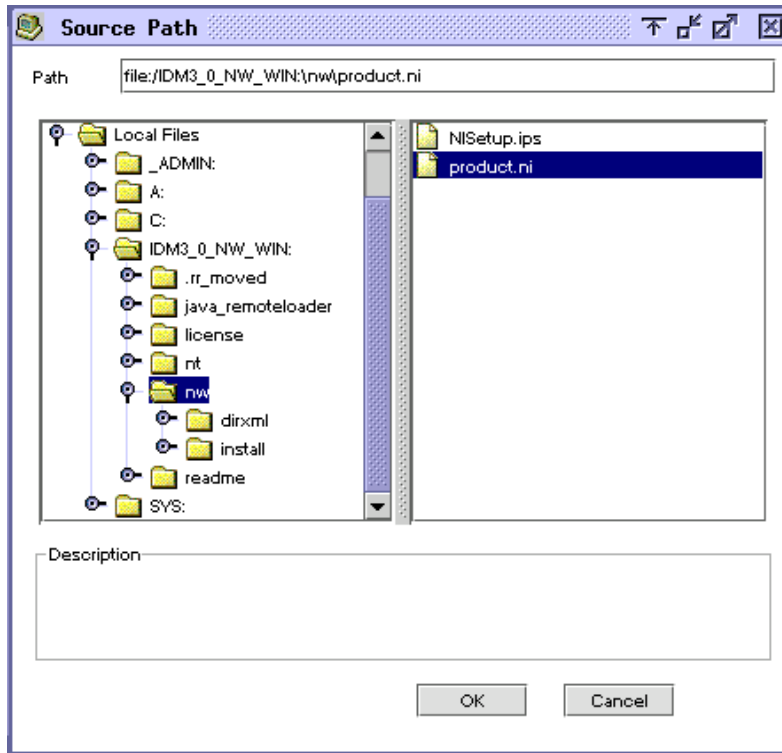 Source Path
Path file:/IDM3_0_NW_WIN:\nw\product.ni
Local Files
_ADMIN:
A:
C:
IDM3_0_NW_WIN:
.rr_moved
java_remoteloader
license
nt
nw
dirxml
install
readme
SYS:
NISetup.ips
product.ni
Description
OK Cancel